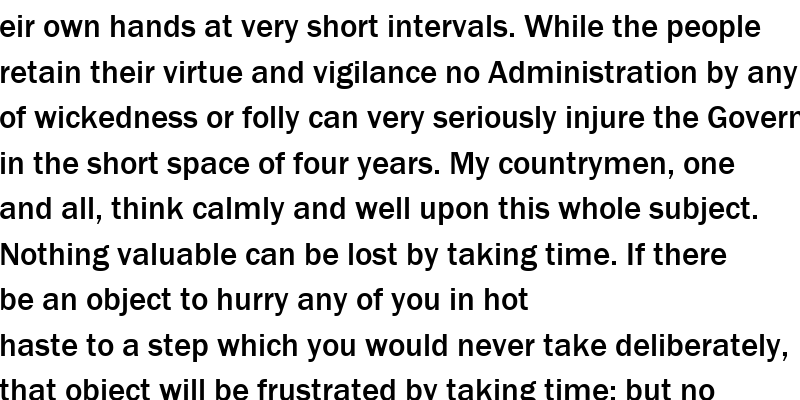 eir own hands at very short intervals. While the people
retain their virtue and vigilance no Administration by any
of wickedness or folly can very seriously injure the Govern
in the short space of four years. My countrymen, one
and all, think calmly and well upon this whole subject.
Nothing valuable can be lost by taking time. If there
be an object to hurry any of you in hot
haste to a step which you would never take deliberately,
that object will be frustrated by taking time; but no